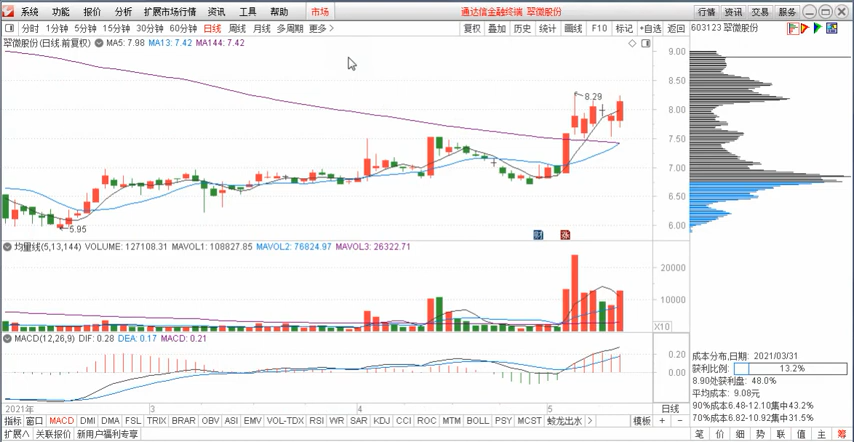 系统 功能 报价 分析 扩展市场行情 资讯 工具 帮助 市场 通达信金融终端 翠微股份 行情 资讯 交易 服务
分时 1分钟 5分钟 15分钟 30分钟 60分钟 日线 周线 月线 多周期 更多> 复权 叠加 历史 统计 画线 F10 标记 +自选 返回 603123 翠微股份
翠微股份(日线 前复权) MA5: 7.98 MA13: 7.42 MA144: 7.42
9.00
8.50
8.29
8.00
7.50
7.00
6.50
5.95
6.00
财 涨
均量线(5,13,144) VOLUME: 127108.31 MAVOL1: 108827.85 MAVOL2: 76824.97 MAVOL3: 26322.71
20000
10000
X10
MACD(12,26,9) DIF: 0.28 DEA: 0.17 MACD: 0.21
0.20
0.00
成本分布,日期: 2021/03/31
获利比例: 13.2%
8.90处获利盘: 48.0%
平均成本: 9.08元
90%成本6.48-12.10集中43.2%
70%成本6.82-10.92集中31.5%
2021年 3 4 5 日线
指标 窗口 MACD DMI DMA FSL TRIX BRAR OBV ASI EMV VOL-TDX RSI WR SAR KDJ CCI ROC MTM BOLL PSY MCST 蛟龙出水 > 模板 + −
扩展∧ 关联报价 新用户福利专享 笔 价 细 势 联 值 主 筹